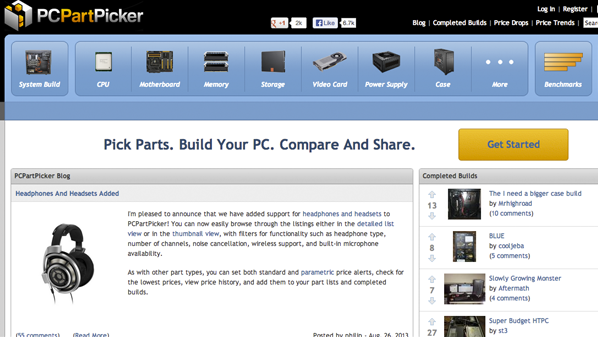 PCPartPicker
Log In | Register |
+1 2k Like 6.7k
Blog | Completed Builds | Price Drops | Price Trends |
System Build CPU Motherboard Memory Storage Video Card Power Supply Case More Benchmarks
Pick Parts. Build Your PC. Compare And Share.
Get Started
PCPartPicker Blog
Headphones And Headsets Added
I'm pleased to announce that we have added support for headphones and headsets to
PCPartPicker! You can now easily browse through the listings either in the detailed list
view or in the thumbnail view, with filters for functionality such as headphone type,
number of channels, noise cancellation, wireless support, and built-in microphone
availability.
As with other part types, you can set both standard and parametric price alerts, check for
the lowest prices, view price history, and add them to your part lists and completed
builds.
(55 comments) (Read More) Posted by philip - Aug. 26, 2013
Completed Builds
13
The I need a bigger case build
by Mrhighroad
(10 comments)
8
BLUE
by cooljeba
(5 comments)
7
Slowly Growing Monster
by Aftermath
(4 comments)
27
Super Budget HTPC
by st3